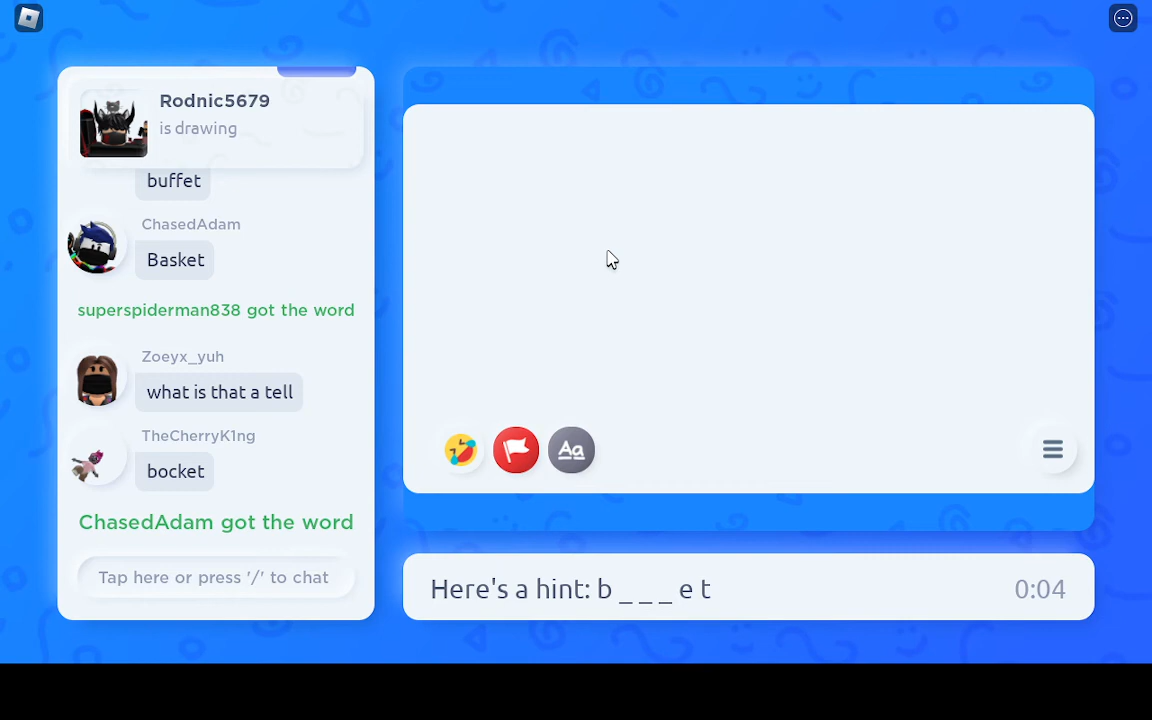 Rodnic5679
is drawing
buffet
ChasedAdam
Basket
superspiderman838 got the word
Zoeyx_yuh
what is that a tell
TheCherryK1ng
bocket
ChasedAdam got the word
Tap here or press '/' to chat
Aa
Here's a hint: b _ _ _ e t
0:04